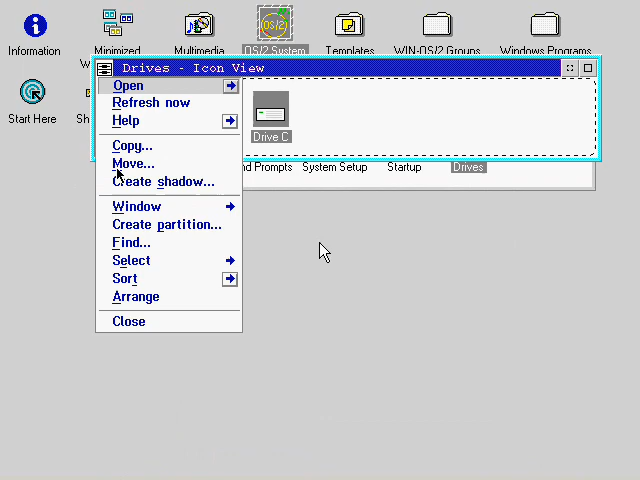 OS/2
Information
Minimized
Multimedia
OS/2 System
Templates
WIN-OS/2 Groups
Windows Programs
Start Here
Drives - Icon View
Open
Refresh now
Help
Copy...
Move...
Create shadow...
Window
Create partition...
Find...
Select
Sort
Arrange
Close
Drive C
Prompts
System Setup
Startup
Drives